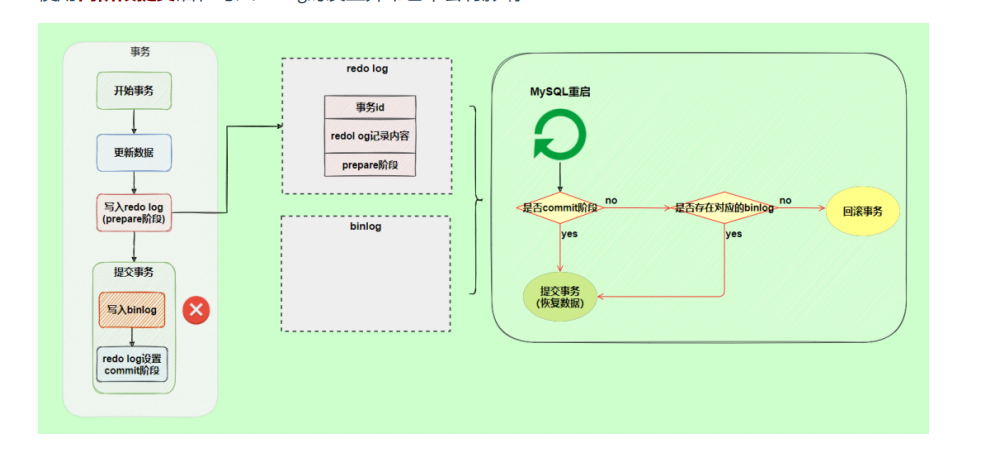 事务
开始事务
更新数据
写入redo log
(prepare阶段)
提交事务
写入binlog
redo log设置
commit阶段
redo log
事务id
redol og记录内容
prepare阶段
binlog
MySQL重启
是否commit阶段
no
是否存在对应的binlog
no
回滚事务
yes
yes
提交事务
(恢复数据)